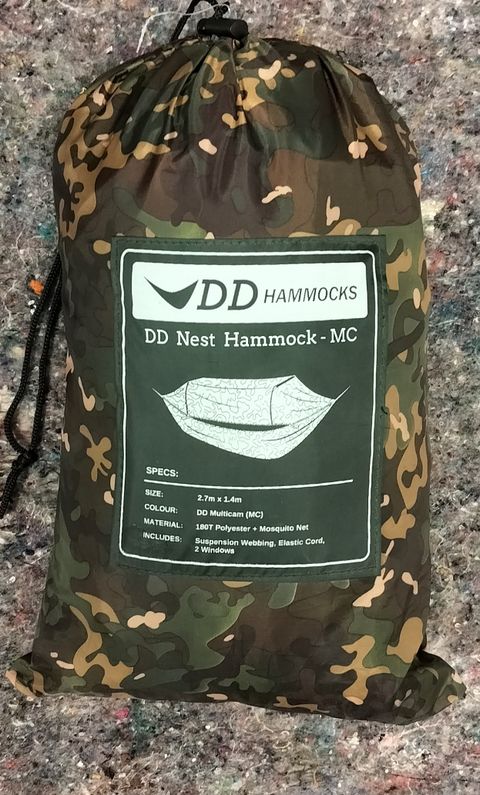 DD HAMMOCKS
DD Nest Hammock - MC
SPECS:
SIZE: 2.7m x 1.4m
COLOUR: DD Multicam (MC)
MATERIAL: 180T Polyester + Mosquito Net
INCLUDES: Suspension Webbing, Elastic Cord,
2 Windows